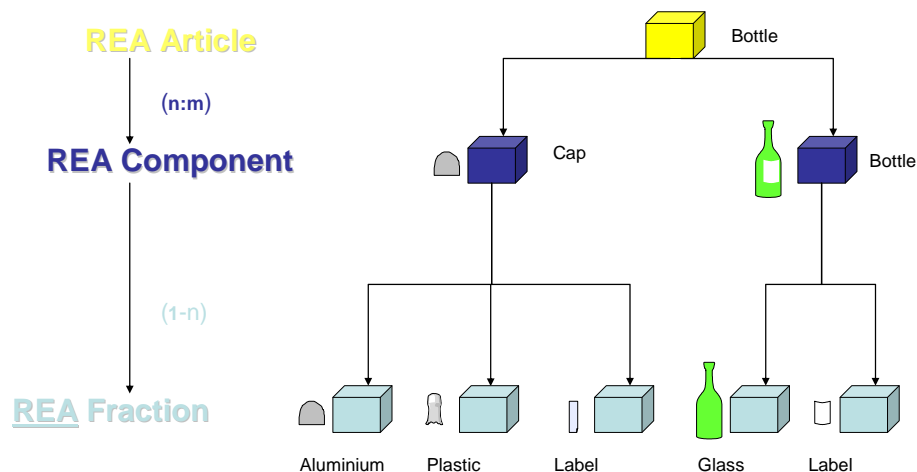 REA Article
Bottle
(n:m)
REA Component
Cap
Bottle
(1-n)
REA Fraction
Aluminium
Plastic
Label
Glass
Label